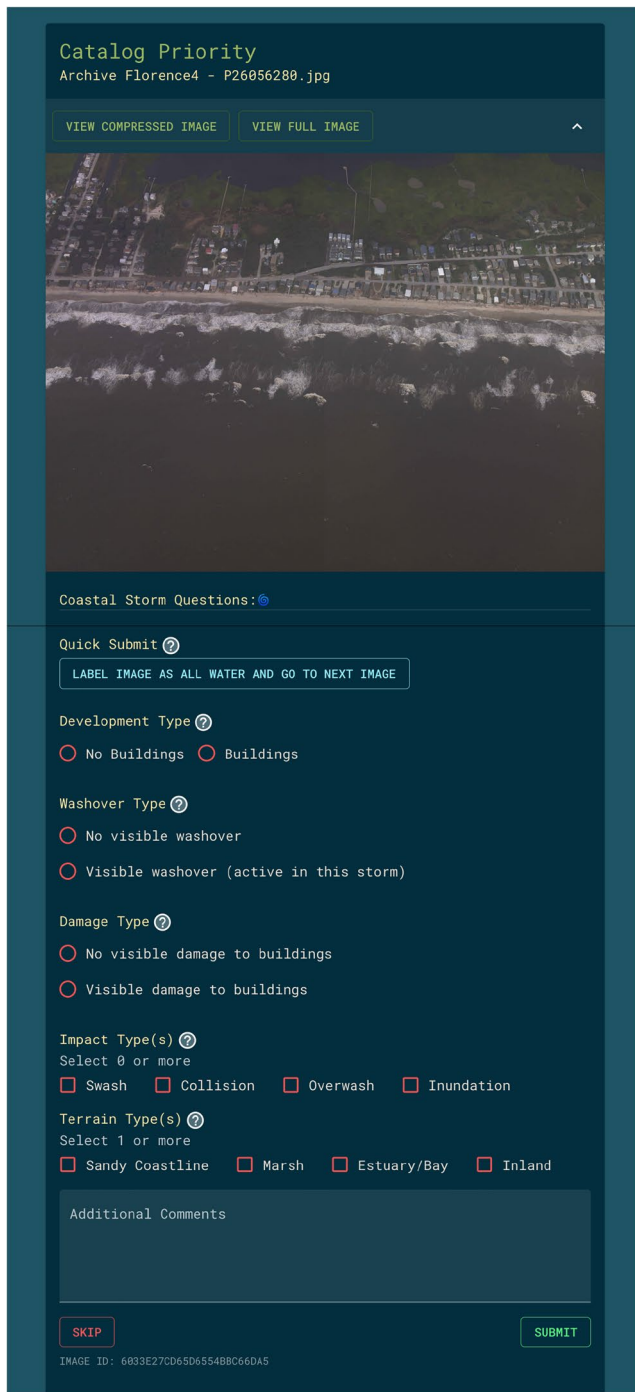 Catalog Priority
Archive Florence4 - P26056280.jpg
VIEW COMPRESSED IMAGE VIEW FULL IMAGE
Coastal Storm Questions:
Quick Submit ?
LABEL IMAGE AS ALL WATER AND GO TO NEXT IMAGE
Development Type ?
No Buildings Buildings
Washover Type ?
No visible washover
Visible washover (active in this storm)
Damage Type ?
No visible damage to buildings
Visible damage to buildings
Impact Type(s) ?
Select 0 or more
Swash Collision Overwash Inundation
Terrain Type(s) ?
Select 1 or more
Sandy Coastline Marsh Estuary/Bay Inland
Additional Comments
SKIP SUBMIT
IMAGE ID: 6033E27CD65D6554BBC66DA5